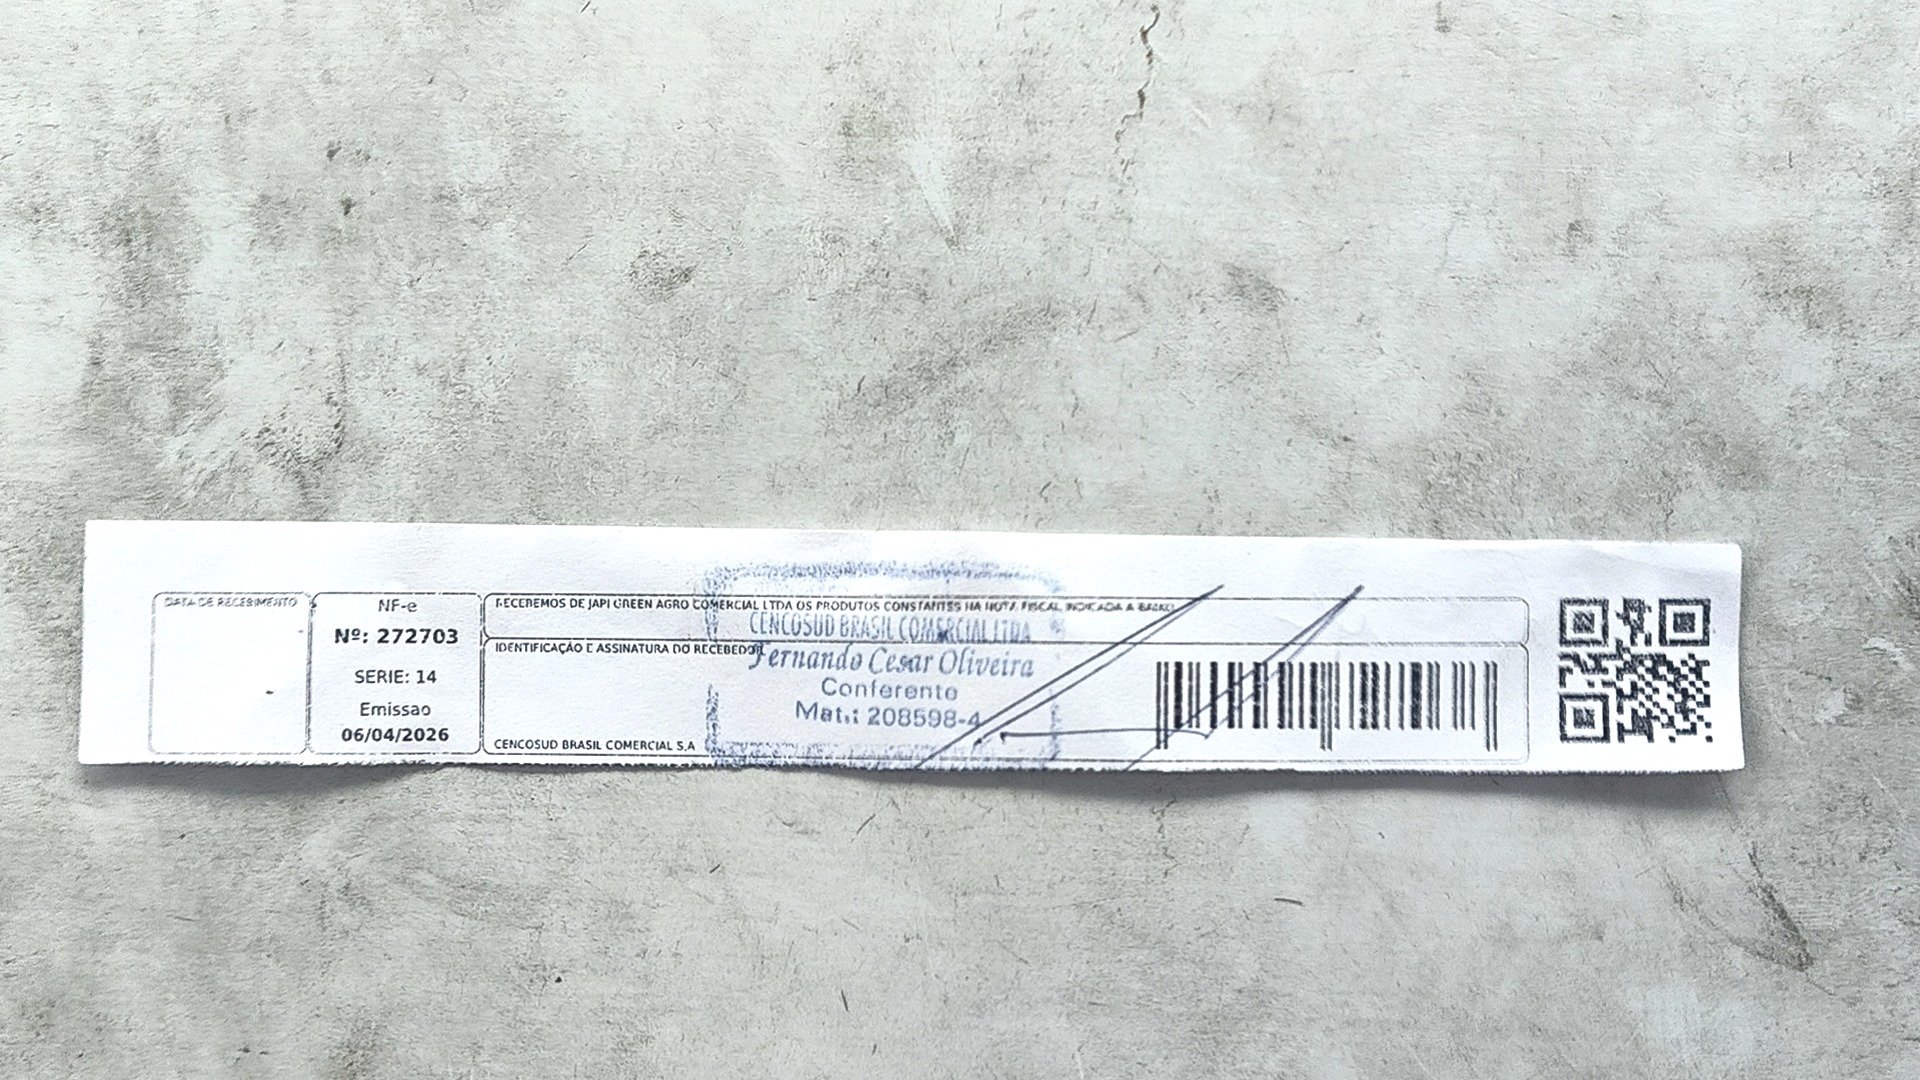 DATA DE RECEBIMENTO
NF-e
Nº: 272703
SERIE: 14
Emissao
06/04/2026
RECEBEMOS DE JAPI GREEN AGRO COMERCIAL LTDA OS PRODUTOS CONSTANTES NA NOTA FISCAL INDICADA A BAIXO
IDENTIFICAÇÃO E ASSINATURA DO RECEBEDOR
CENCOSUD BRASIL COMERCIAL S.A
CENCOSUD BRASIL COMERCIAL LTDA
Fernando Cesar Oliveira
Conferente
Mat.: 208598-4